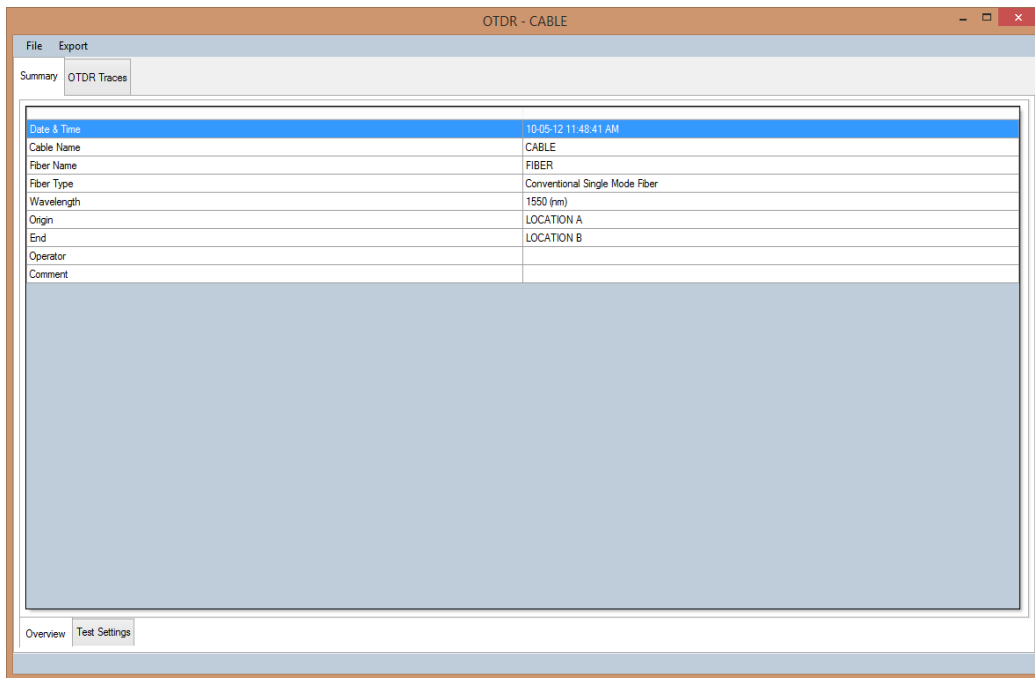 OTDR - CABLE
File Export
Summary OTDR Traces
Date & Time 10-05-12 11:48:41 AM
Cable Name CABLE
Fiber Name FIBER
Fiber Type Conventional Single Mode Fiber
Wavelength 1550 (nm)
Origin LOCATION A
End LOCATION B
Operator
Comment
Overview Test Settings